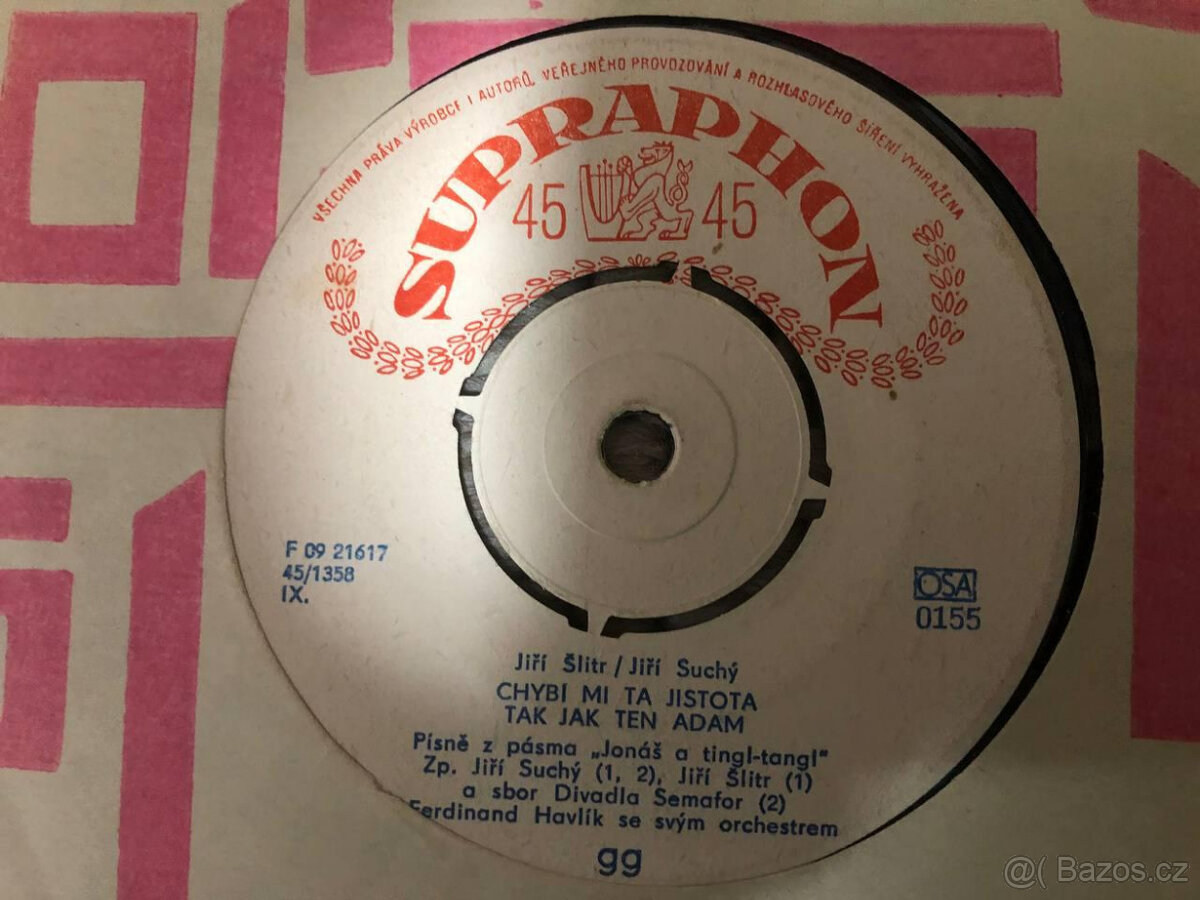 VŠECHNA PRÁVA VÝROBCE I AUTORŮ, VEŘEJNÉHO PROVOZOVÁNÍ A ROZHLASOVÉHO ŠÍŘENÍ VYHRAŽENA
SUPRAPHON
45 45
F 09 21617
45/1358
IX.
OSA
0155
Jiří Šlitr / Jiří Suchý
CHYBÍ MI TA JISTOTA
TAK JAK TEN ADAM
Písně z pásma „Jonáš a tingl-tangl"
Zp. Jiří Suchý (1, 2), Jiří Šlitr (1)
a sbor Divadla Semafor (2)
Ferdinand Havlík se svým orchestrem
gg
@( Bazos.cz